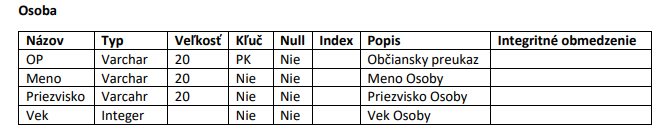 Osoba
Názov Typ Veľkosť Kľuč Null Index Popis Integritné obmedzenie
OP Varchar 20 PK Nie Občiansky preukaz
Meno Varchar 20 Nie Nie Meno Osoby
Priezvisko Varcahr 20 Nie Nie Priezvisko Osoby
Vek Integer Nie Nie Vek Osoby